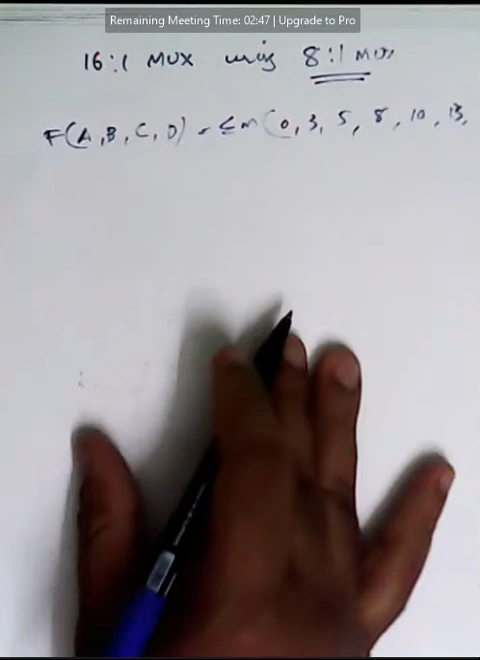 Remaining Meeting Time: 02:47 | Upgrade to Pro
16:1 MUX using 8:1 MUX
F(A,B,C,D) = Σm(0, 3, 5, 8, 10, 13,